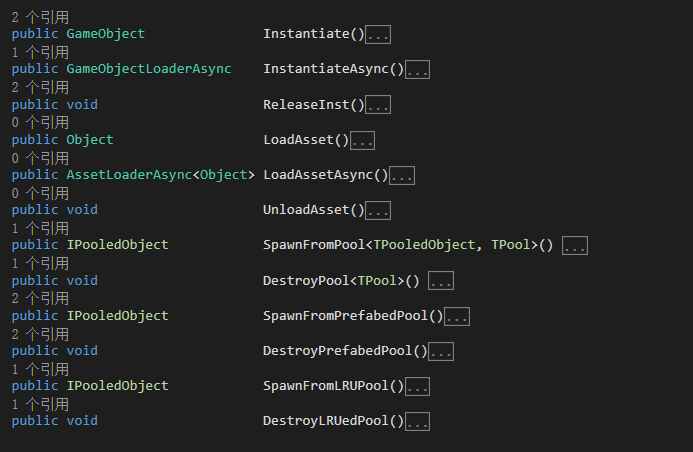 2 个引用
public GameObject Instantiate()...
1 个引用
public GameObjectLoaderAsync InstantiateAsync()...
2 个引用
public void ReleaseInst()...
0 个引用
public Object LoadAsset()...
0 个引用
public AssetLoaderAsync<Object> LoadAssetAsync()...
0 个引用
public void UnloadAsset()...
1 个引用
public IPooledObject SpawnFromPool<TPooledObject, TPool>() ...
1 个引用
public void DestroyPool<TPool>() ...
2 个引用
public IPooledObject SpawnFromPrefabedPool()...
2 个引用
public void DestroyPrefabedPool()...
1 个引用
public IPooledObject SpawnFromLRUPool()...
1 个引用
public void DestroyLRUedPool()...